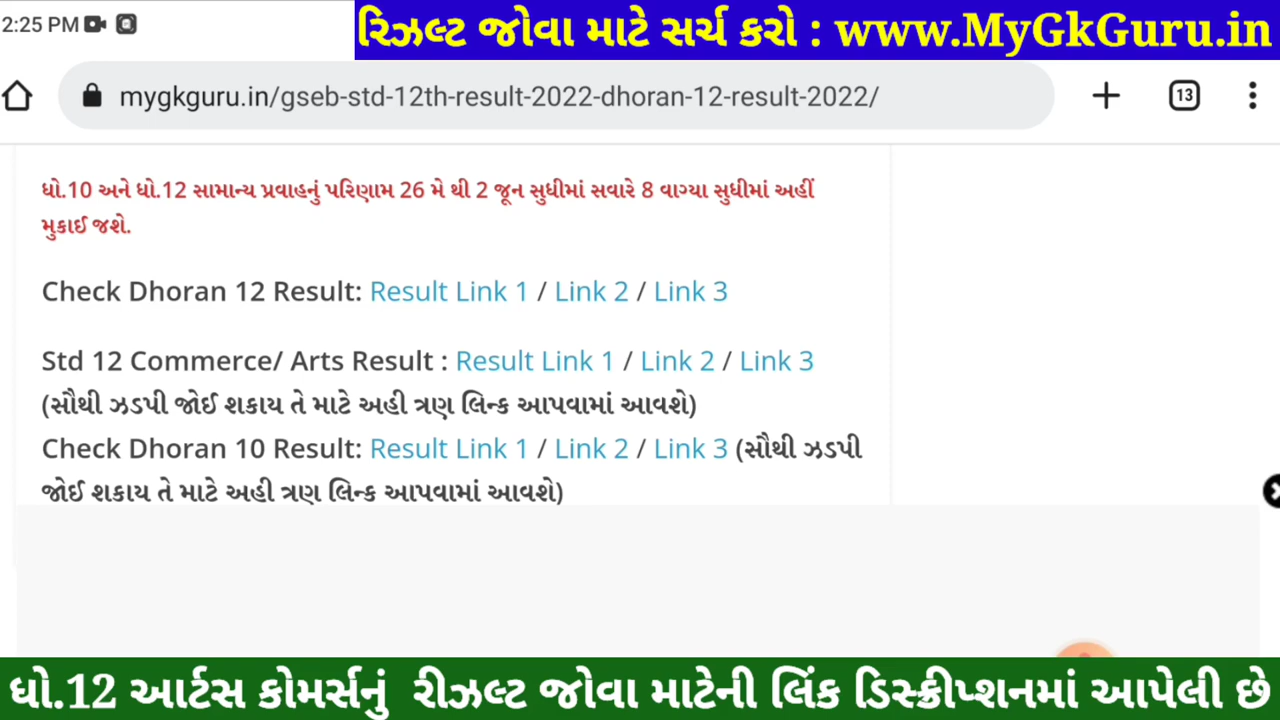 2:25 PM
રિઝલ્ટ જોવા માટે સર્ચ કરો : www.MyGkGuru.in
mygkguru.in/gseb-std-12th-result-2022-dhoran-12-result-2022/
13
ધો.10 અને ધો.12 સામાન્ય પ્રવાહનું પરિણામ 26 મે થી 2 જૂન સુધીમાં સવારે 8 વાગ્યા સુધીમાં અહીં
મુકાઈ જશે.
Check Dhoran 12 Result: Result Link 1 / Link 2 / Link 3
Std 12 Commerce/ Arts Result : Result Link 1 / Link 2 / Link 3
(સૌથી ઝડપી જોઈ શકાય તે માટે અહી ત્રણ લિન્ક આપવામાં આવશે)
Check Dhoran 10 Result: Result Link 1 / Link 2 / Link 3 (સૌથી ઝડપી
જોઈ શકાય તે માટે અહી ત્રણ લિન્ક આપવામાં આવશે)
ધો.12 આર્ટસ કોમર્સનું રીઝલ્ટ જોવા માટેની લિંક ડિસ્ક્રીપ્શનમાં આપેલી છે